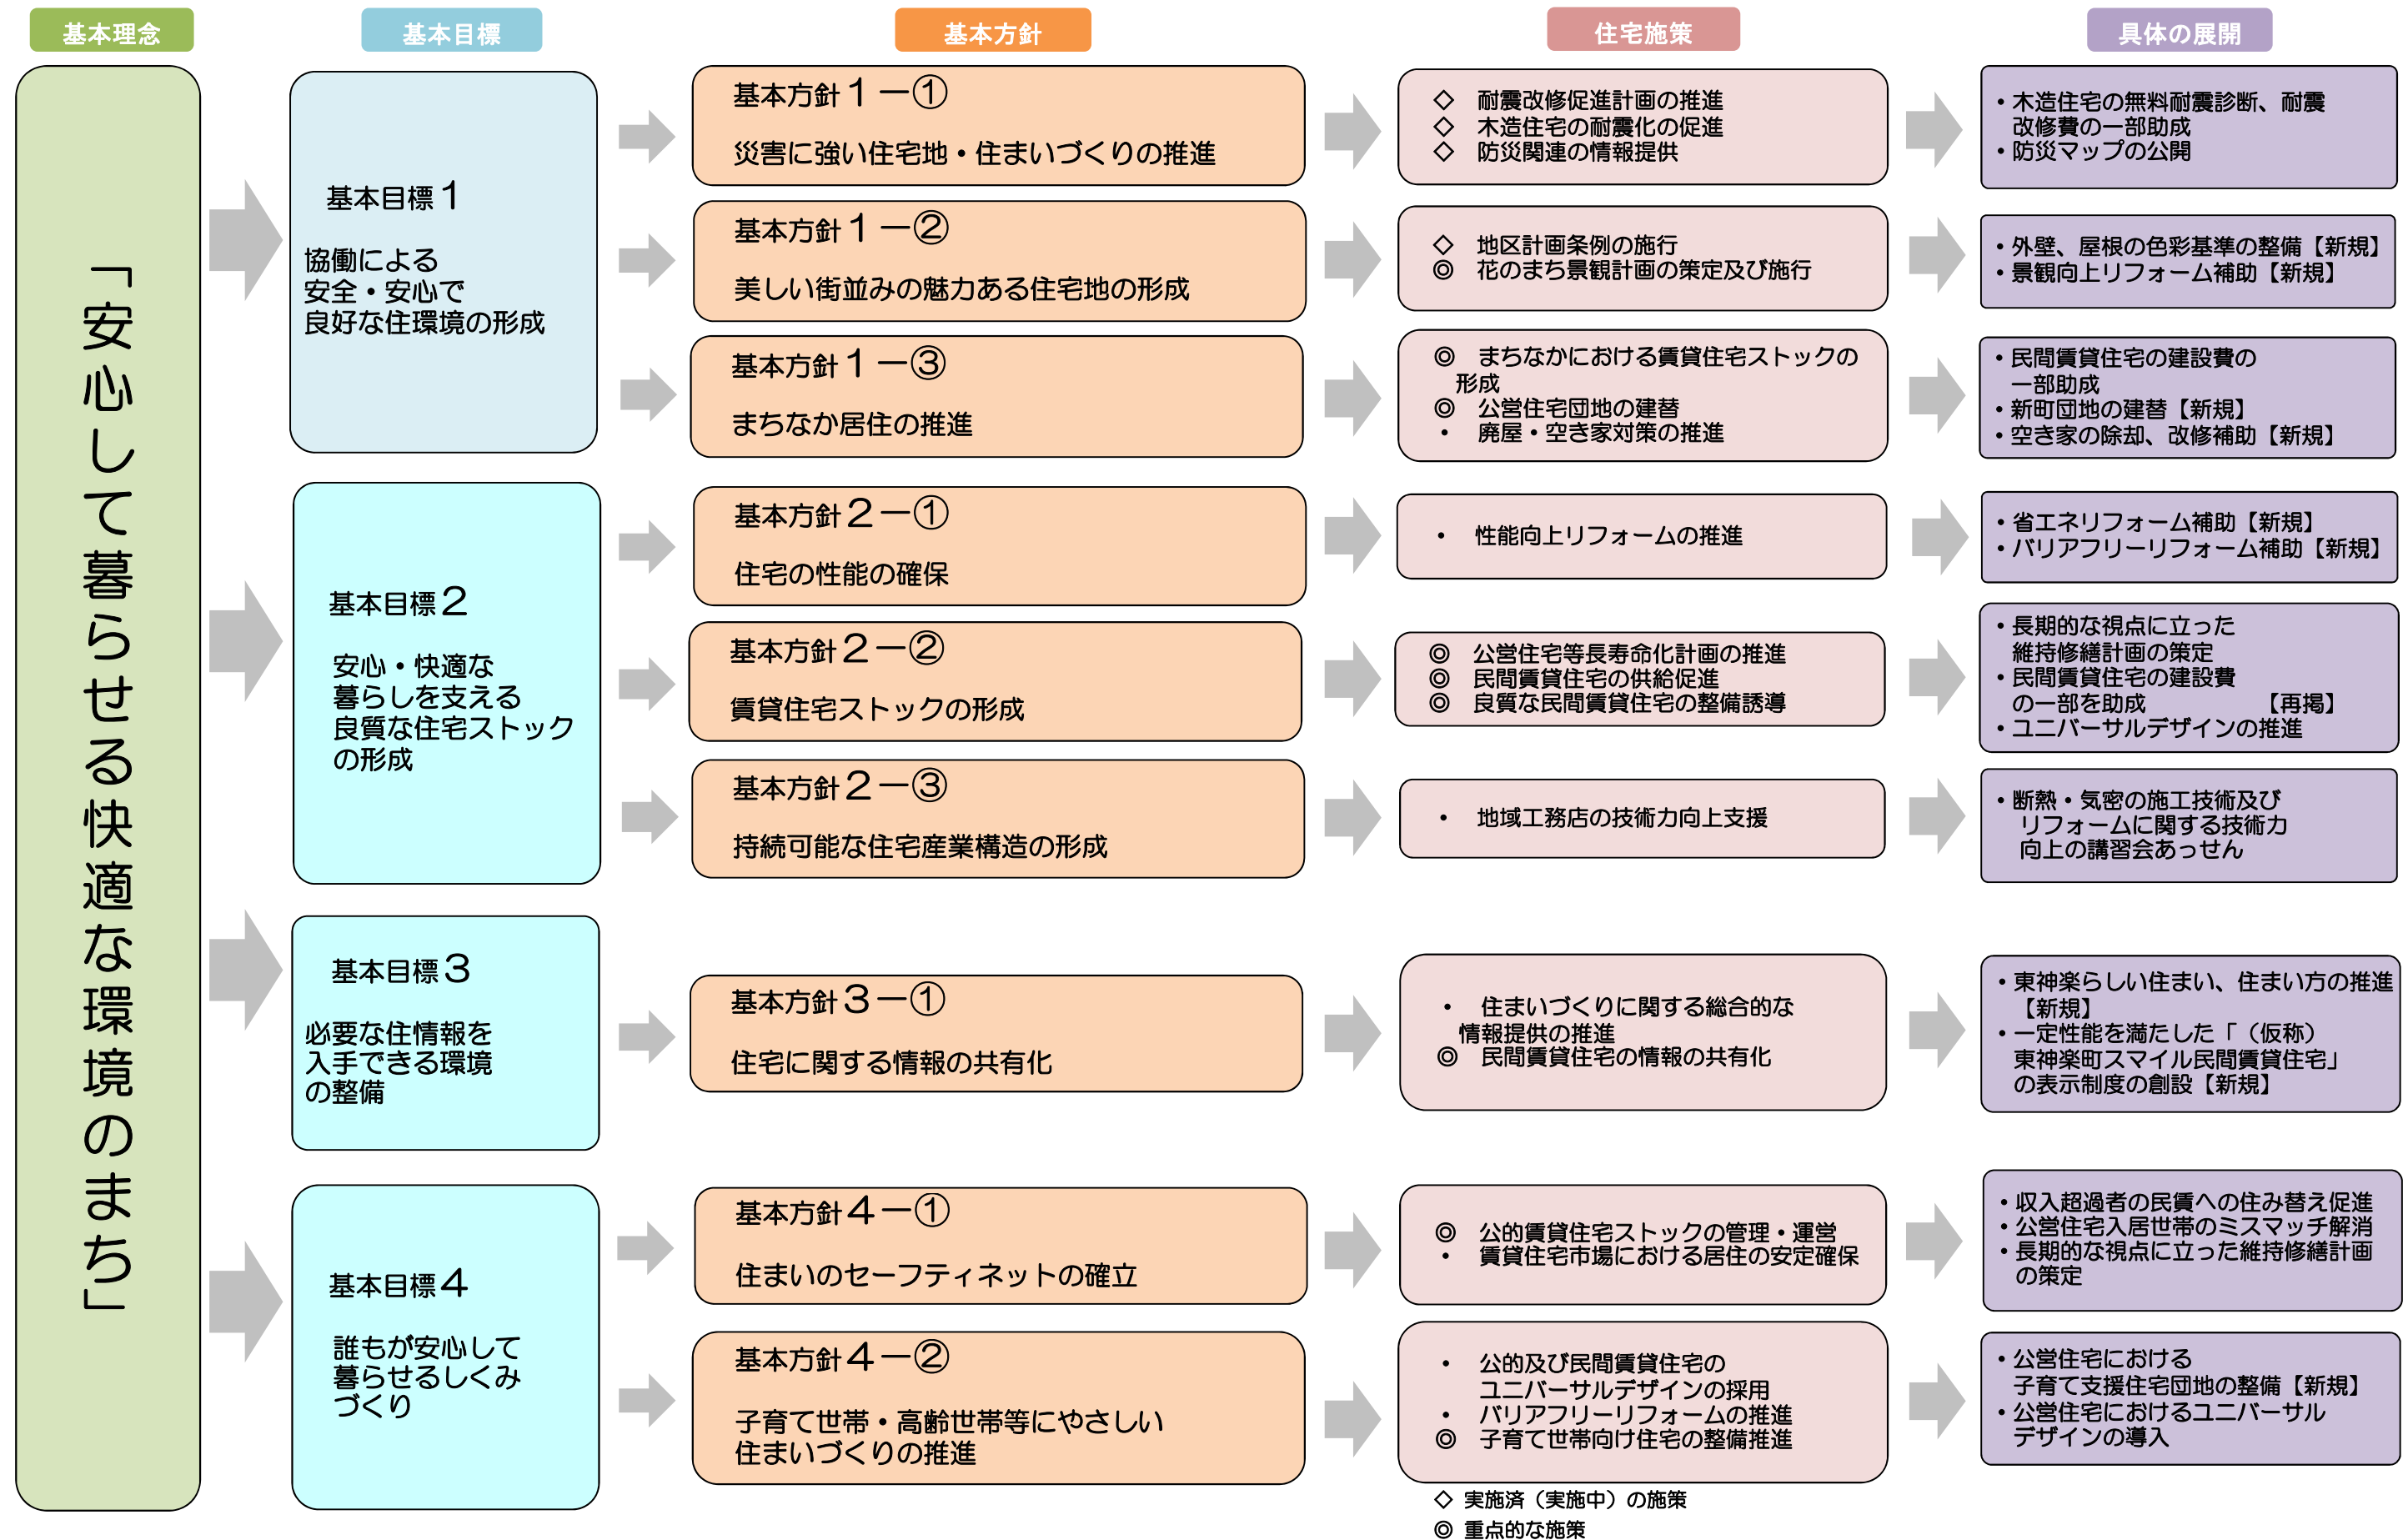 基本理念
基本目標
基本方針
住宅施策
具体の展開
「安心して暮らせる快適な環境のまち」
基本目標１
協働による
安全・安心で
良好な住環境の形成
基本方針１－①
災害に強い住宅地・住まいづくりの推進
◇　耐震改修促進計画の推進
◇　木造住宅の耐震化の促進
◇　防災関連の情報提供
・木造住宅の無料耐震診断、耐震
改修費の一部助成
・防災マップの公開
基本方針１－②
美しい街並みの魅力ある住宅地の形成
◇　地区計画条例の施行
◎　花のまち景観計画の策定及び施行
・外壁、屋根の色彩基準の整備【新規】
・景観向上リフォーム補助【新規】
基本方針１－③
まちなか居住の推進
◎　まちなかにおける賃貸住宅ストックの
形成
◎　公営住宅団地の建替
・　廃屋・空き家対策の推進
・民間賃貸住宅の建設費の
一部助成
・新町団地の建替【新規】
・空き家の除却、改修補助【新規】
基本目標２
安心・快適な
暮らしを支える
良質な住宅ストック
の形成
基本方針２－①
住宅の性能の確保
・　性能向上リフォームの推進
・省エネリフォーム補助【新規】
・バリアフリーリフォーム補助【新規】
基本方針２－②
賃貸住宅ストックの形成
◎　公営住宅等長寿命化計画の推進
◎　民間賃貸住宅の供給促進
◎　良質な民間賃貸住宅の整備誘導
・長期的な視点に立った
維持修繕計画の策定
・民間賃貸住宅の建設費
の一部を助成　　　　　【再掲】
・ユニバーサルデザインの推進
基本方針２－③
持続可能な住宅産業構造の形成
・　地域工務店の技術力向上支援
・断熱・気密の施工技術及び
リフォームに関する技術力
向上の講習会あっせん
基本目標３
必要な住情報を
入手できる環境
の整備
基本方針３－①
住宅に関する情報の共有化
・　住まいづくりに関する総合的な
情報提供の推進
◎　民間賃貸住宅の情報の共有化
・東神楽らしい住まい、住まい方の推進
【新規】
・一定性能を満たした「（仮称）
東神楽町スマイル民間賃貸住宅」
の表示制度の創設【新規】
基本目標４
誰もが安心して
暮らせるしくみ
づくり
基本方針４－①
住まいのセーフティネットの確立
◎　公的賃貸住宅ストックの管理・運営
・　賃貸住宅市場における居住の安定確保
・収入超過者の民賃への住み替え促進
・公営住宅入居世帯のミスマッチ解消
・長期的な視点に立った維持修繕計画
の策定
基本方針４－②
子育て世帯・高齢世帯等にやさしい
住まいづくりの推進
・　公的及び民間賃貸住宅の
ユニバーサルデザインの採用
・　バリアフリーリフォームの推進
◎　子育て世帯向け住宅の整備推進
・公営住宅における
子育て支援住宅団地の整備【新規】
・公営住宅におけるユニバーサル
デザインの導入
◇ 実施済（実施中）の施策
◎ 重点的な施策